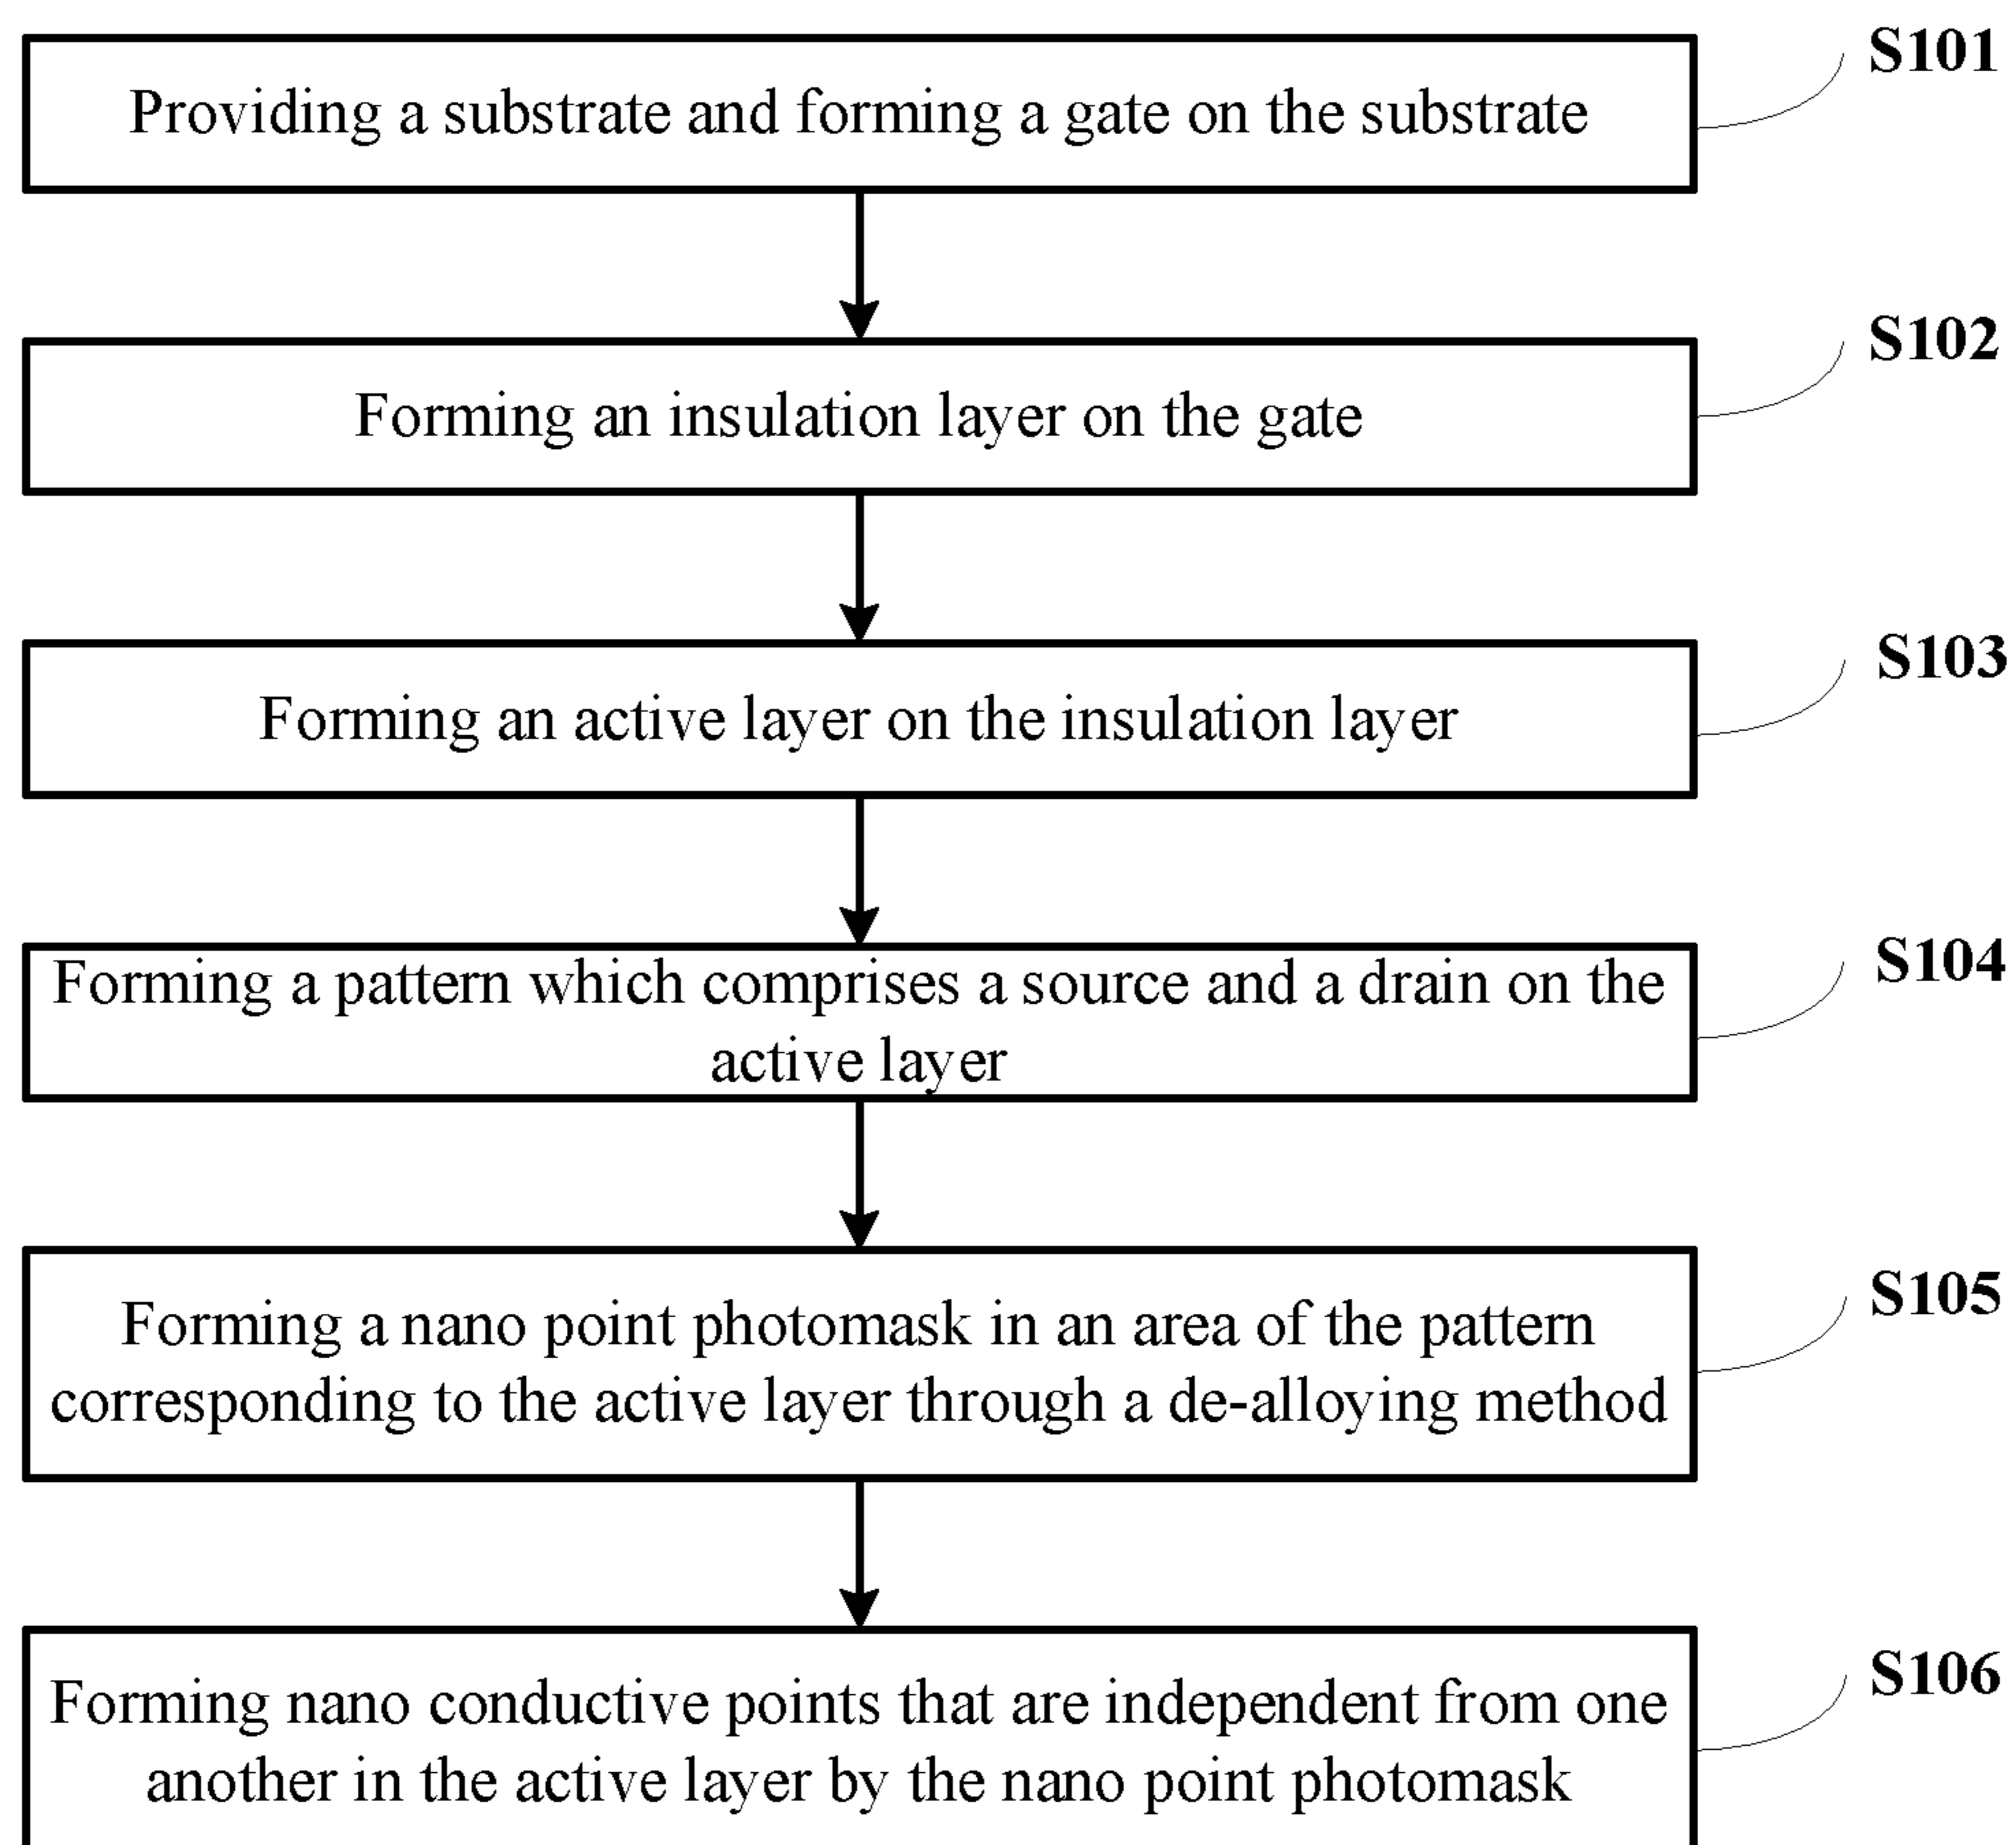 S101
Providing a substrate and forming a gate on the substrate
S102
Forming an insulation layer on the gate
S103
Forming an active layer on the insulation layer
S104
Forming a pattern which comprises a source and a drain on the
active layer
S105
Forming a nano point photomask in an area of the pattern
corresponding to the active layer through a de-alloying method
S106
Forming nano conductive points that are independent from one
another in the active layer by the nano point photomask